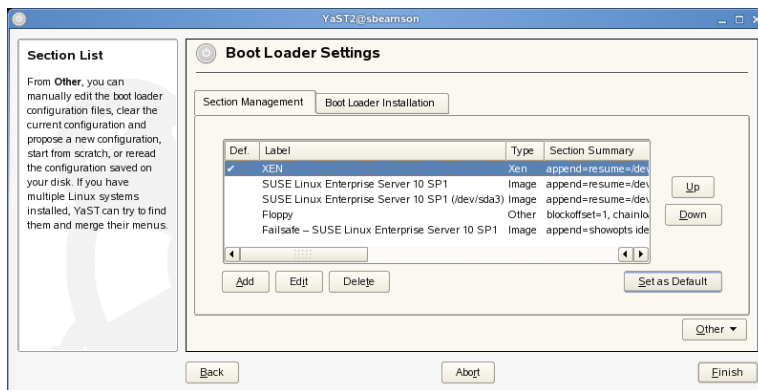 YaST2@sbearnson
Section List
From Other, you can
manually edit the boot loader
configuration files, clear the
current configuration and
propose a new configuration,
start from scratch, or reread
the configuration saved on
your disk. If you have
multiple Linux systems
installed, YaST can try to find
them and merge their menus.
Boot Loader Settings
Section Management Boot Loader Installation
Def. Label Type Section Summary
XEN Xen append=resume=/dev
SUSE Linux Enterprise Server 10 SP1 Image append=resume=/dev
SUSE Linux Enterprise Server 10 SP1 (/dev/sda3) Image append=resume=/dev
Floppy Other blockoffset=1, chainloa
Failsafe – SUSE Linux Enterprise Server 10 SP1 Image append=showopts ide
Up
Down
Add Edit Delete Set as Default
Other
Back Abort Finish